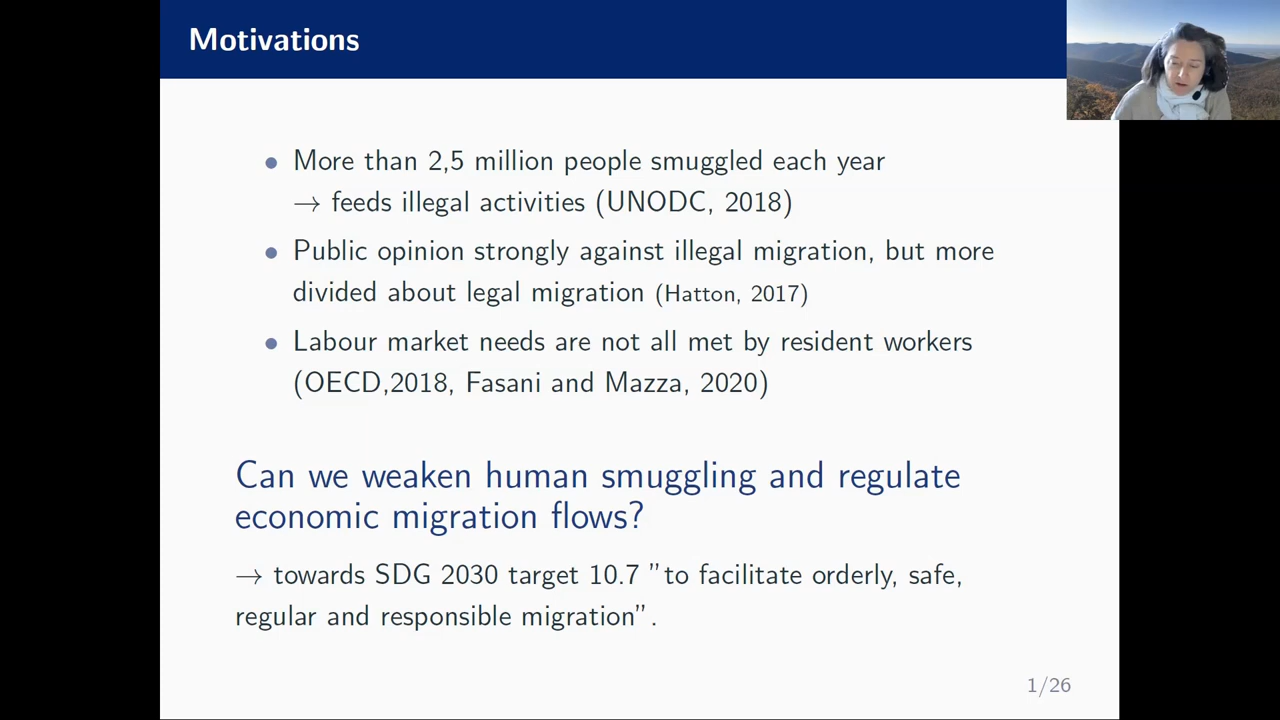 Motivations
• More than 2,5 million people smuggled each year
→ feeds illegal activities (UNODC, 2018)
• Public opinion strongly against illegal migration, but more
divided about legal migration (Hatton, 2017)
• Labour market needs are not all met by resident workers
(OECD,2018, Fasani and Mazza, 2020)
Can we weaken human smuggling and regulate
economic migration flows?
→ towards SDG 2030 target 10.7 ”to facilitate orderly, safe,
regular and responsible migration”.
1/26